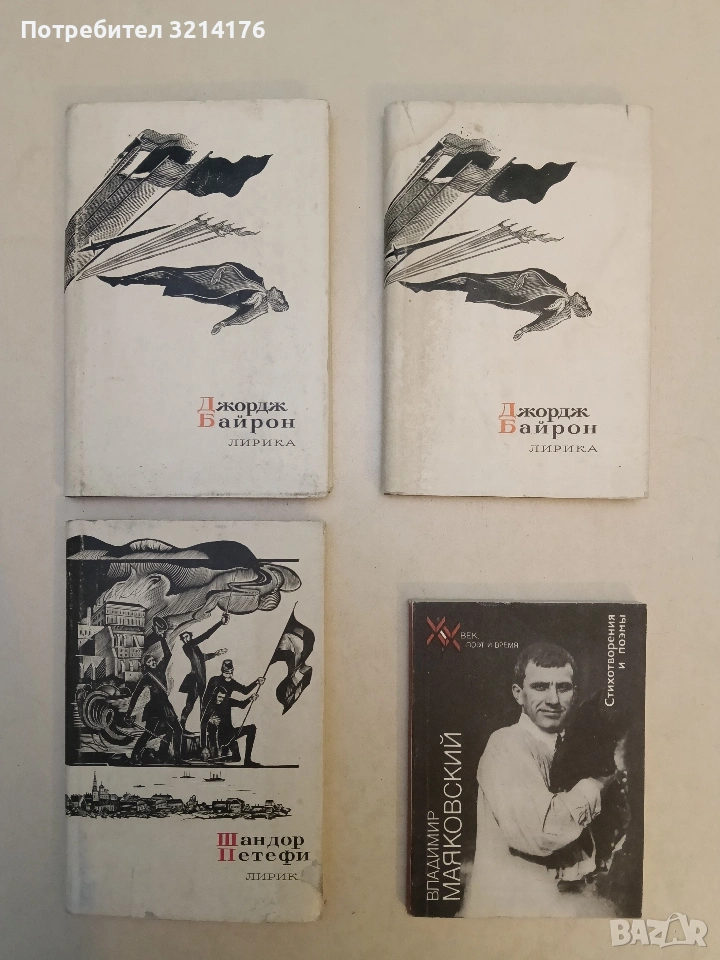 Потребител 3214176
Джордж
Байрон
ЛИРИКА
Джордж
Байрон
ЛИРИКА
Шандор
Петефи
ЛИРИК
XX ВЕК
ПОЭТ И ВРЕМЯ
Стихотворения
и поэмы
ВЛАДИМИР
МАЯКОВСКИЙ
BAZAR